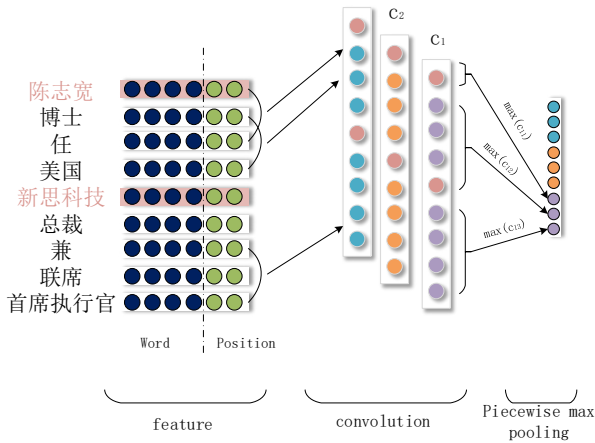 c₂
c₁
陈志宽
博士
任
美国
新思科技
总裁
兼
联席
首席执行官
max(c₁₁)
max(c₁₂)
max(c₁₃)
Word
Position
feature
convolution
Piecewise max
pooling